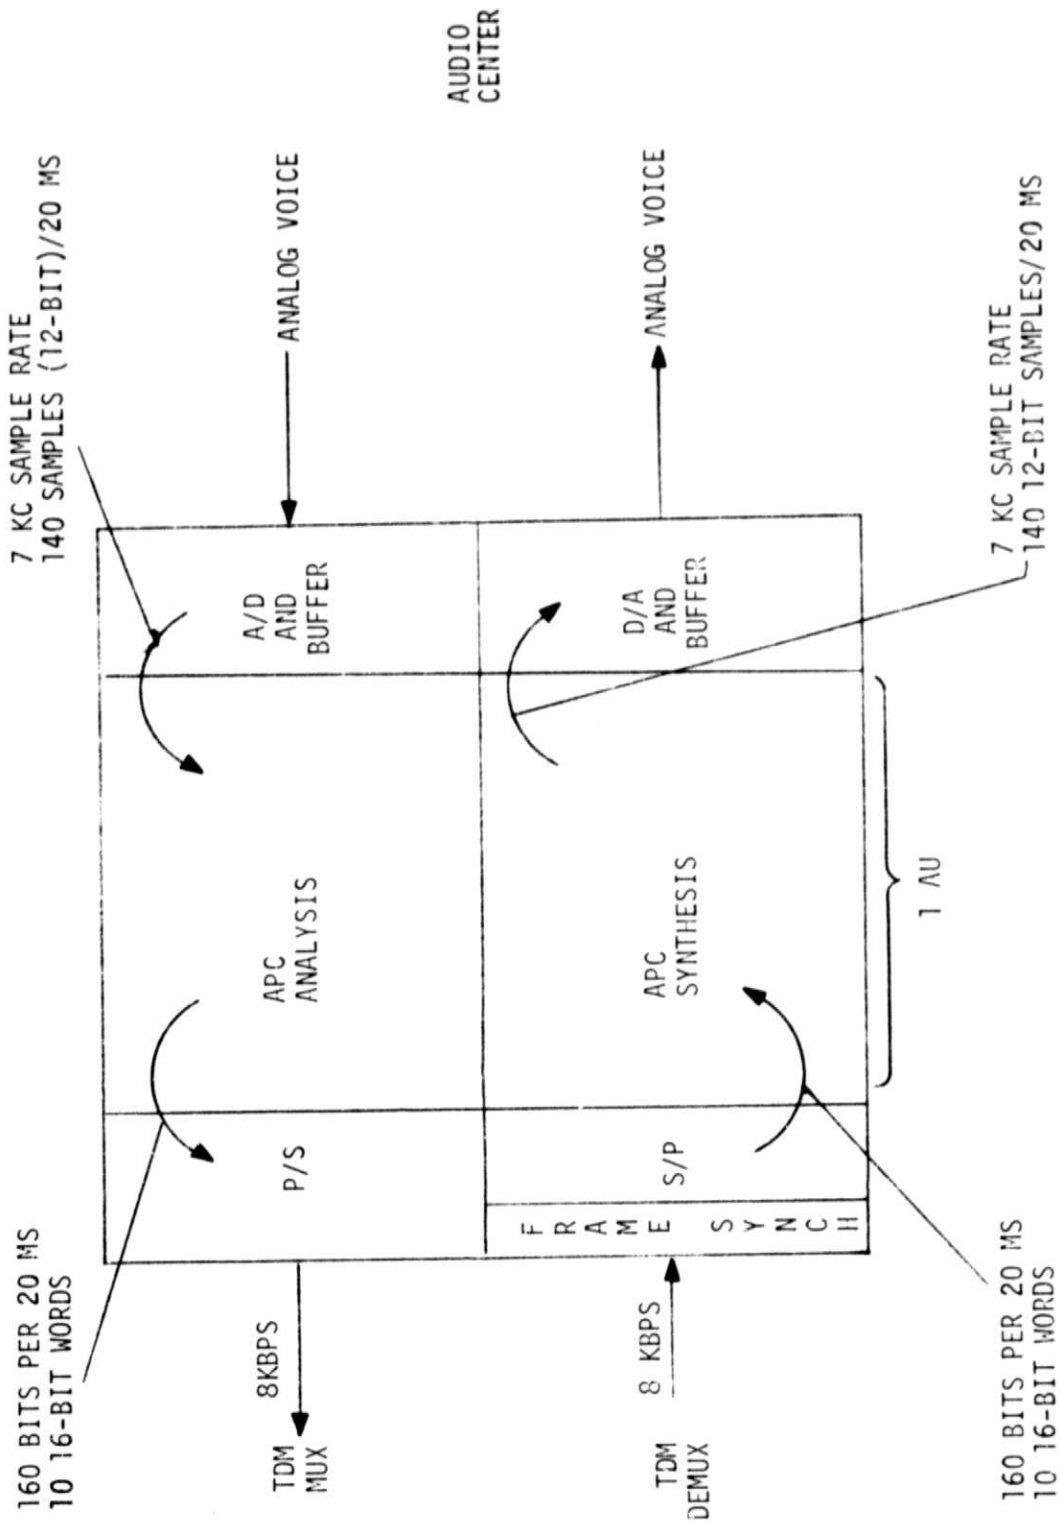 160 BITS PER 20 MS
10 16-BIT WORDS
7 KC SAMPLE RATE
140 SAMPLES (12-BIT)/20 MS
TDM
MUX
8KBPS
P/S
APC
ANALYSIS
A/D
AND
BUFFER
ANALOG VOICE
AUDIO
CENTER
TDM
DEMUX
8 KBPS
FRAME SYNCH
S/P
APC
SYNTHESIS
D/A
AND
BUFFER
ANALOG VOICE
1 AU
160 BITS PER 20 MS
10 16-BIT WORDS
7 KC SAMPLE RATE
140 12-BIT SAMPLES/20 MS